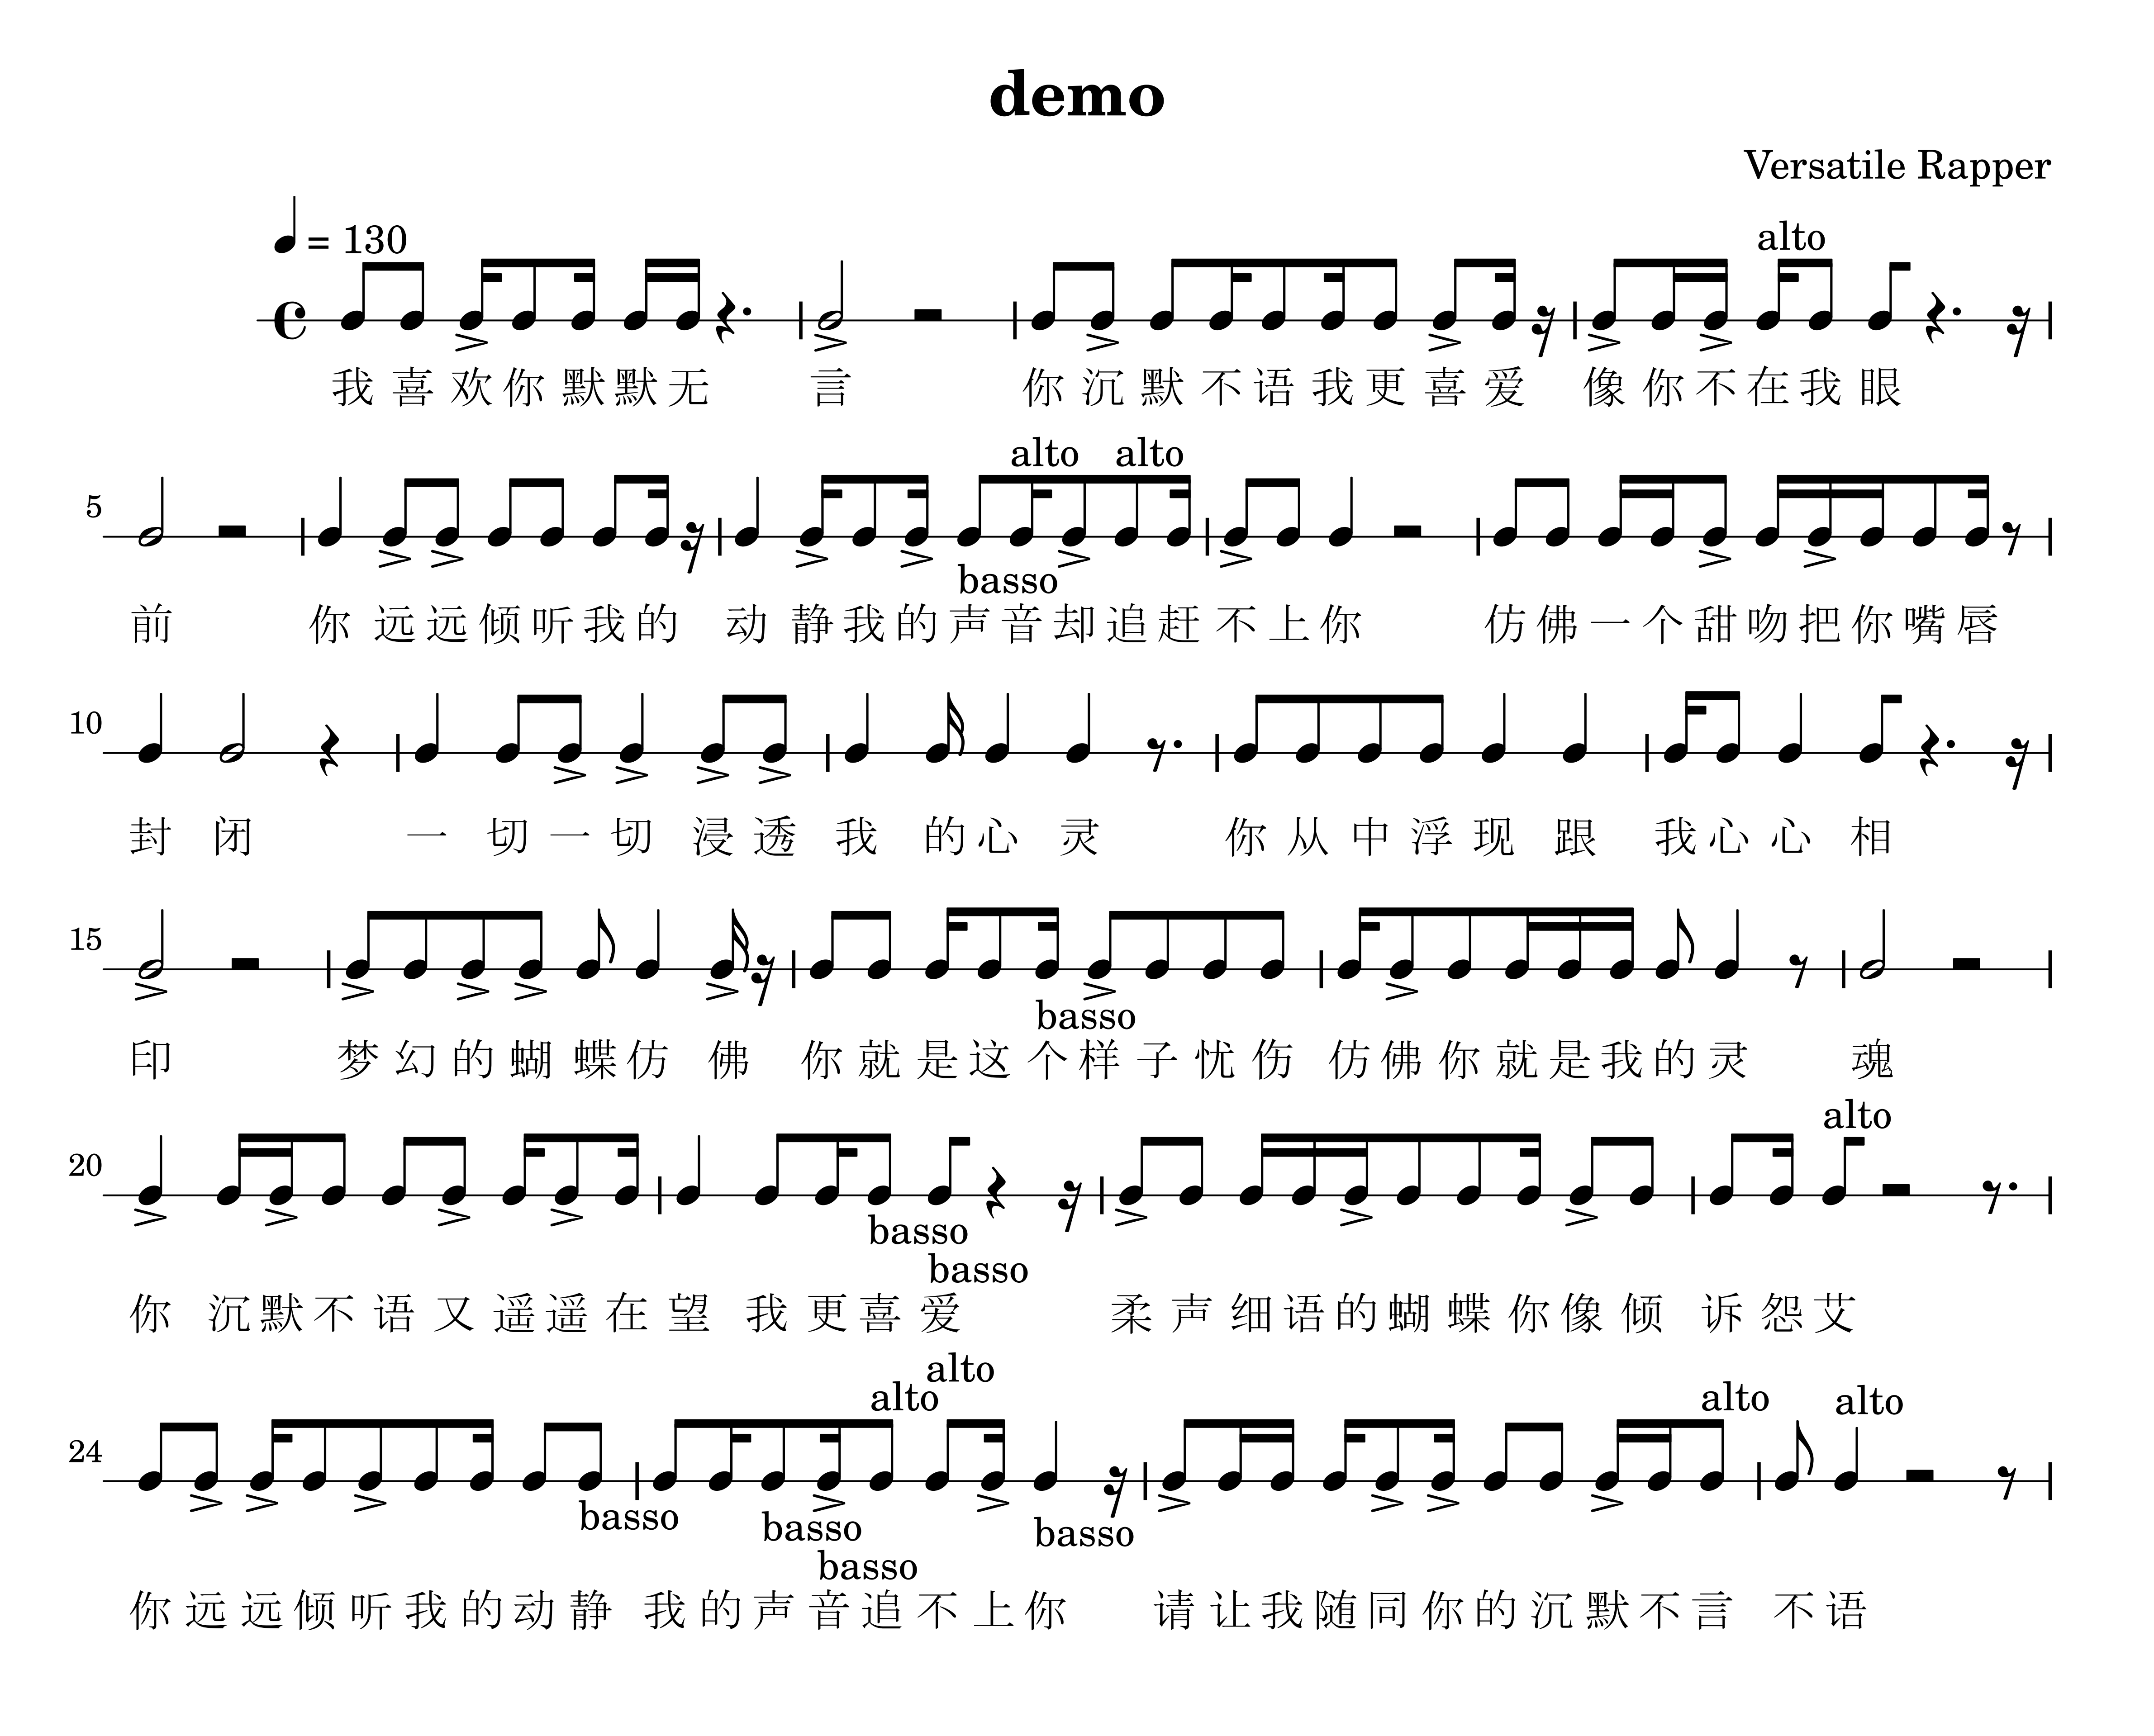 demo
Versatile Rapper
= 130
alto
我 喜 欢 你 默 默 无 言 你 沉 默 不 语 我 更 喜 爱 像 你 不 在 我 眼
alto alto
5
basso
前 你 远 远 倾 听 我 的 动 静 我 的 声 音 却 追 赶 不 上 你 仿 佛 一 个 甜 吻 把 你 嘴 唇
10
封 闭 一 切 一 切 浸 透 我 的 心 灵 你 从 中 浮 现 跟 我 心 心 相
15
basso
印 梦 幻 的 蝴 蝶 仿 佛 你 就 是 这 个 样 子 忧 伤 仿 佛 你 就 是 我 的 灵 魂
alto
20
basso
basso
你 沉 默 不 语 又 遥 遥 在 望 我 更 喜 爱 柔 声 细 语 的 蝴 蝶 你 像 倾 诉 怨 艾
alto
alto alto alto
24
basso basso basso
basso
你 远 远 倾 听 我 的 动 静 我 的 声 音 追 不 上 你 请 让 我 随 同 你 的 沉 默 不 言 不 语